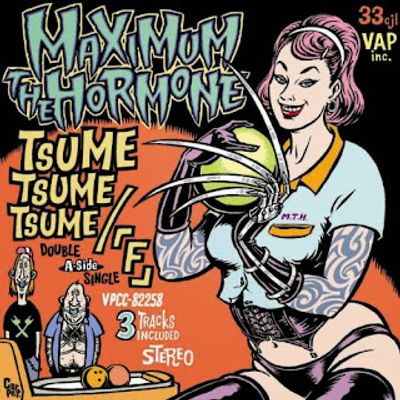 MAXIMUM
THE HORMONE
33cjl
VAP
inc.
TSUME
TSUME
TSUME/「F」
DOUBLE
A-Side
SINGLE
VPCC-82258
3 TRACKS
INCLUDED
STEREO
M.T.H.